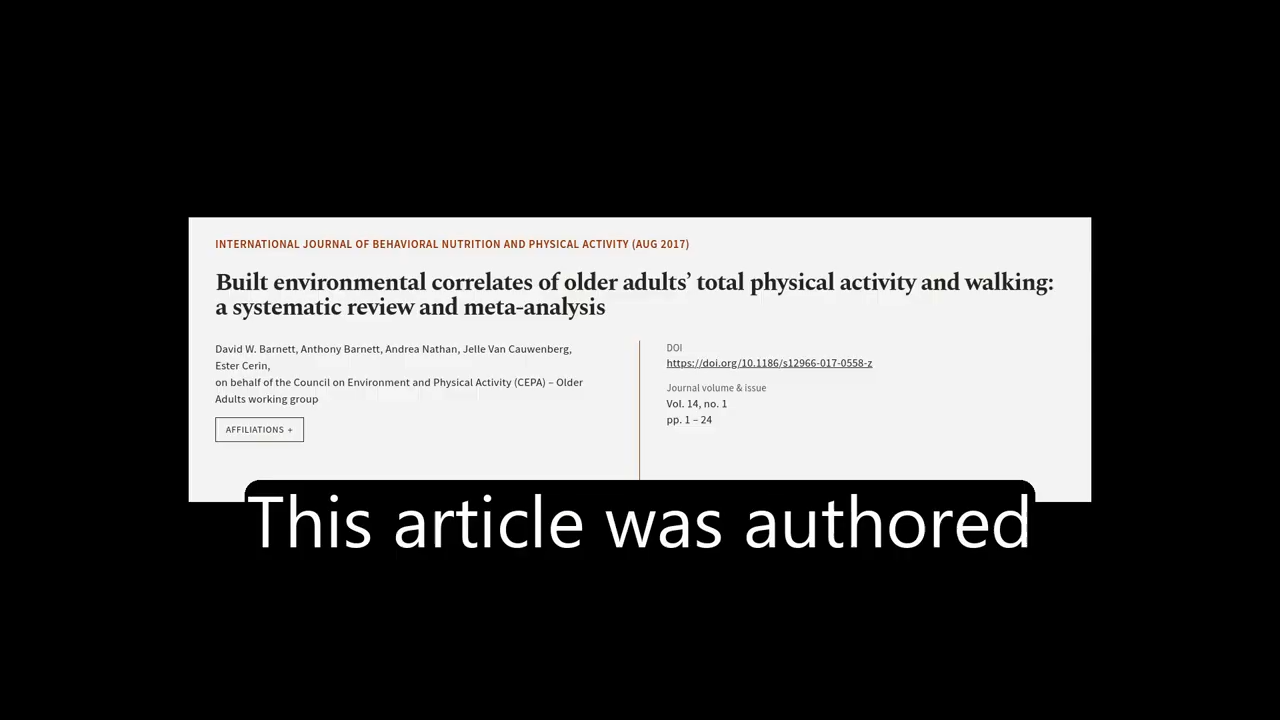 INTERNATIONAL JOURNAL OF BEHAVIORAL NUTRITION AND PHYSICAL ACTIVITY (AUG 2017)
Built environmental correlates of older adults’ total physical activity and walking:
a systematic review and meta-analysis
David W. Barnett, Anthony Barnett, Andrea Nathan, Jelle Van Cauwenberg,
Ester Cerin,
on behalf of the Council on Environment and Physical Activity (CEPA) – Older
Adults working group
AFFILIATIONS +
DOI
https://doi.org/10.1186/s12966-017-0558-z
Journal volume & issue
Vol. 14, no. 1
pp. 1 – 24
This article was authored